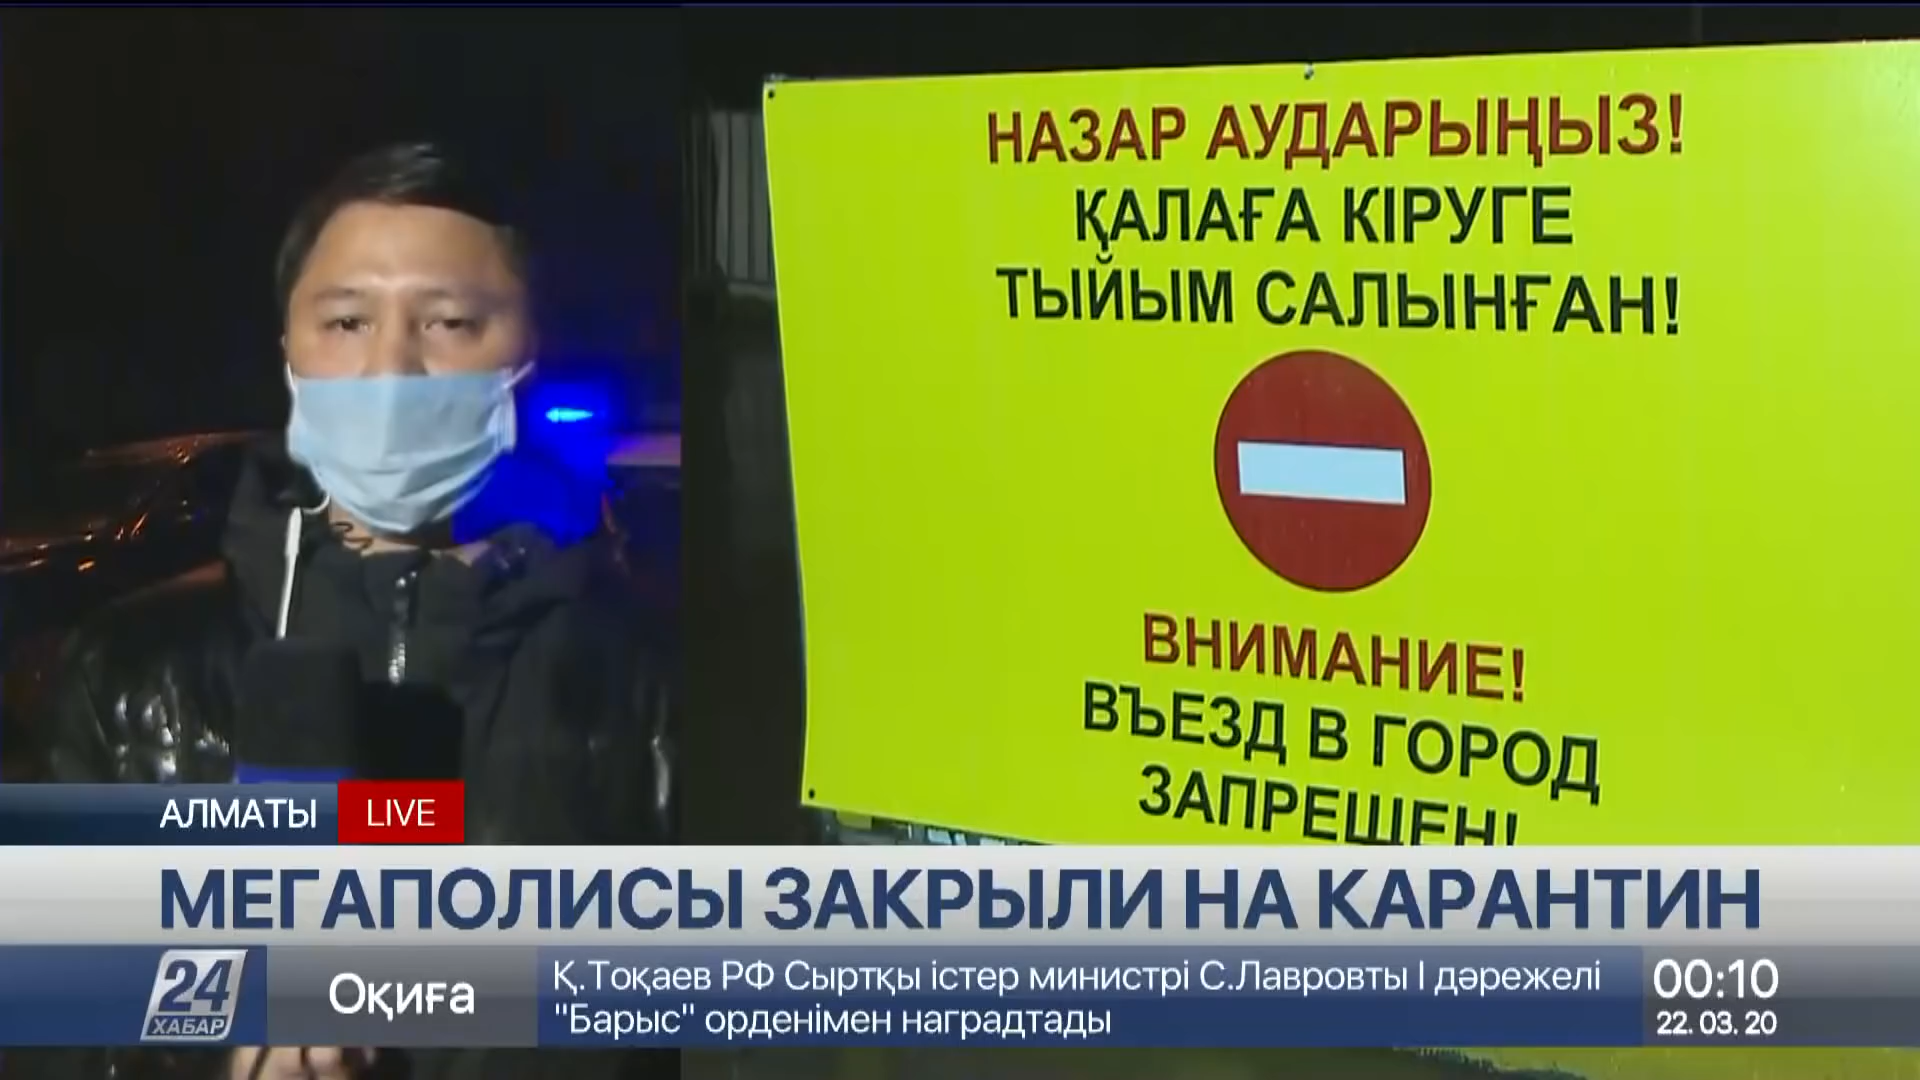 НАЗАР АУДАРЫҢЫЗ!
ҚАЛАҒА КІРУГЕ
ТЫЙЫМ САЛЫНҒАН!
ВНИМАНИЕ!
ВЪЕЗД В ГОРОД
ЗАПРЕЩЕН!
АЛМАТЫ LIVE
МЕГАПОЛИСЫ ЗАКРЫЛИ НА КАРАНТИН
24
ХАБАР
Оқиға
Қ.Тоқаев РФ Сыртқы істер министрі С.Лавровты I дәрежелі
"Барыс" орденімен наградтады
00:10
22. 03. 20